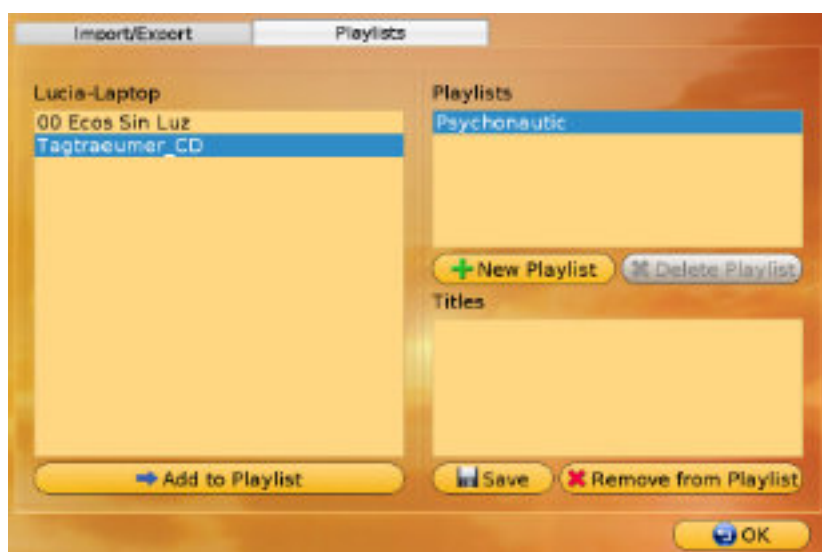 Import/Export
Playlists
Lucia-Laptop
00 Ecos Sin Luz
Tagtraeumer_CD
Add to Playlist
Playlists
Psychonautic
New Playlist
Delete Playlist
Titles
Save
Remove from Playlist
OK